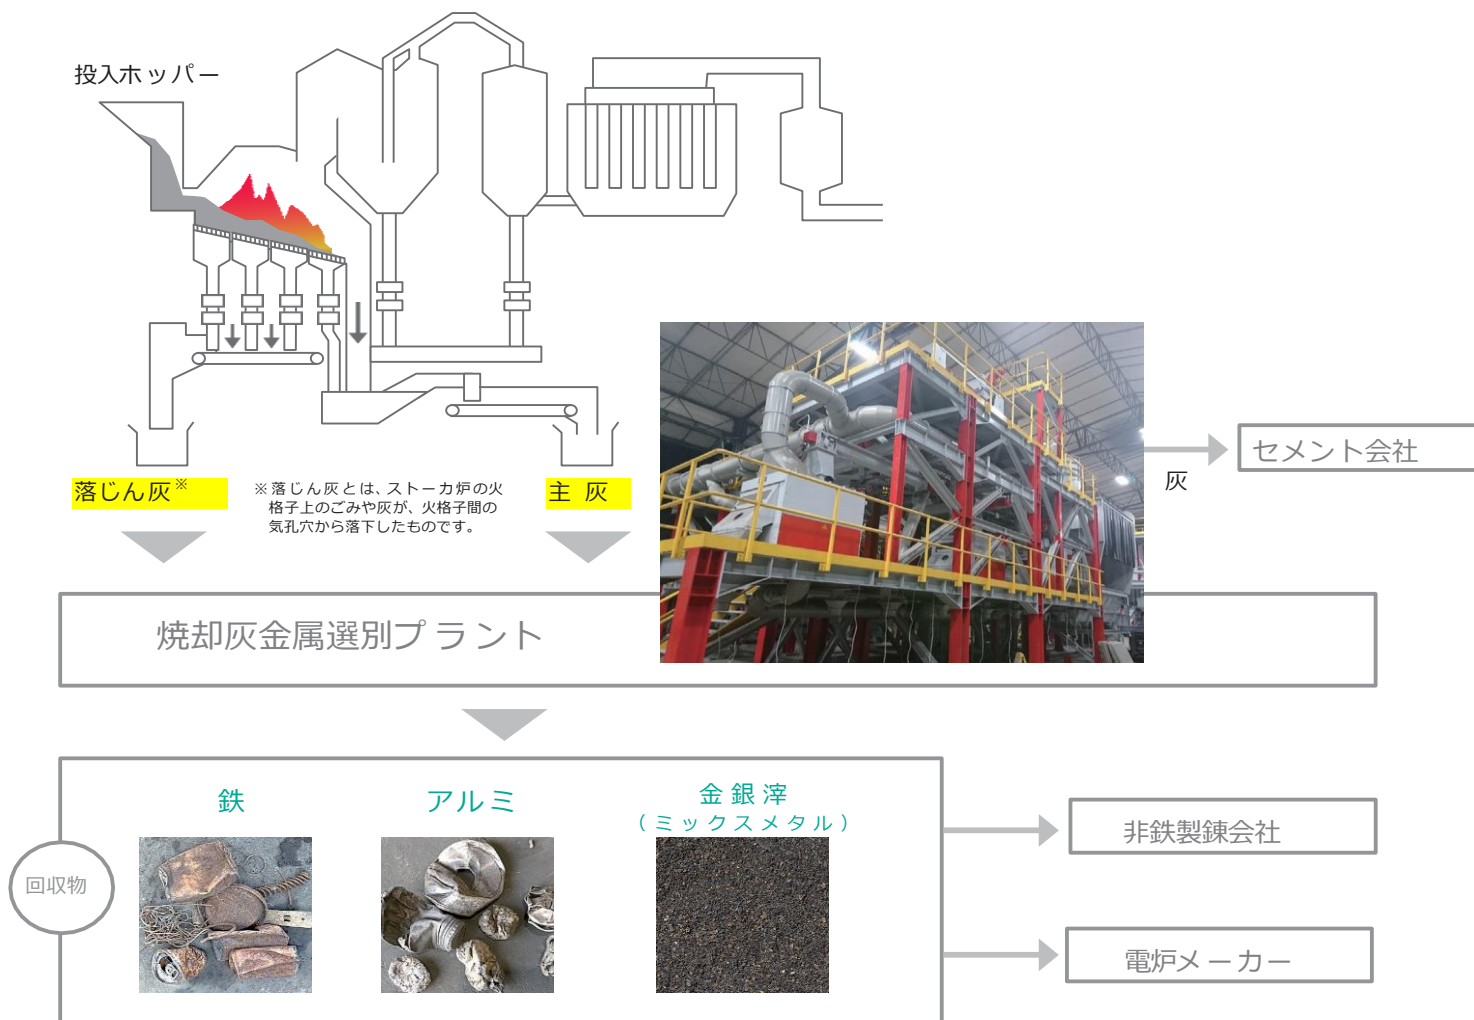 投入ホッパー
落じん灰※
※落じん灰とは、ストーカ炉の火
格子上のごみや灰が、火格子間の
気孔穴から落下したものです。
主灰
灰
セメント会社
焼却灰金属選別プラント
回収物
鉄
アルミ
金銀滓
（ミックスメタル）
非鉄製錬会社
電炉メーカー